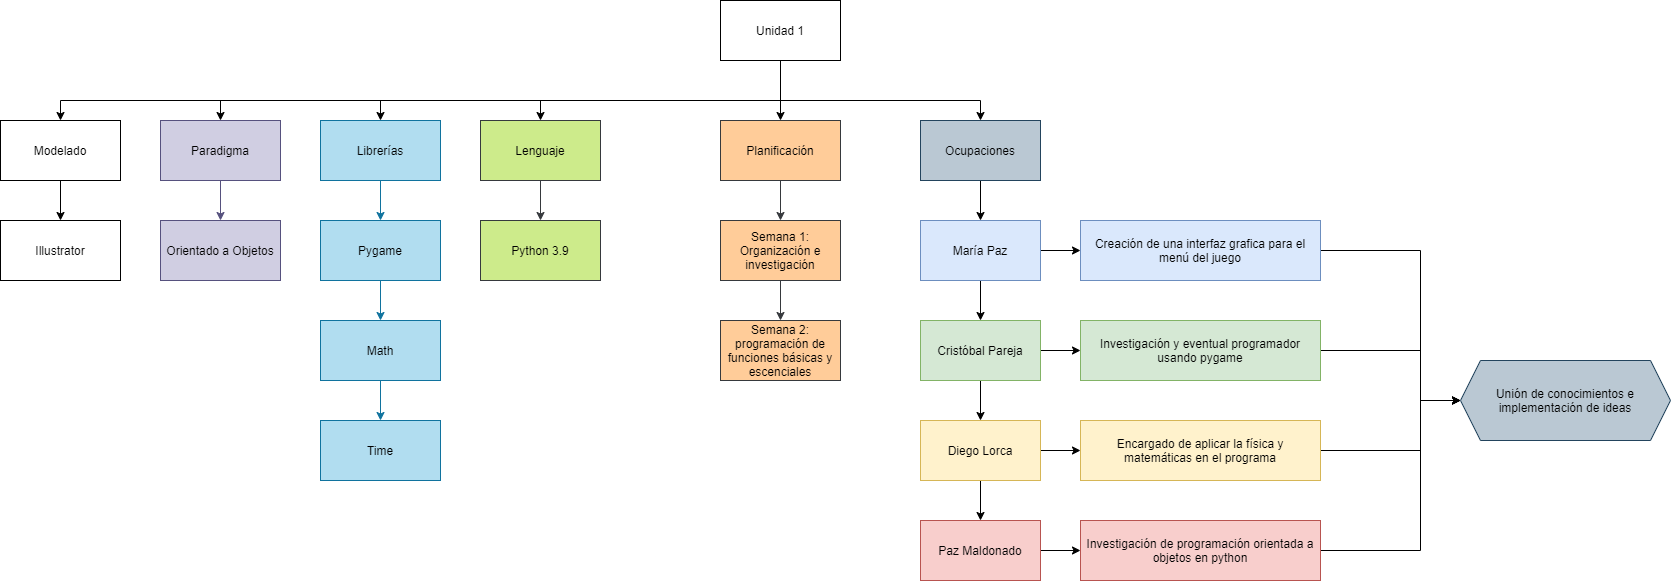 Unidad 1
Modelado
Paradigma
Librerías
Lenguaje
Planificación
Ocupaciones
Illustrator
Orientado a Objetos
Pygame
Python 3.9
Semana 1:
Organización e
investigación
María Paz
Creación de una interfaz grafica para el
menú del juego
Math
Semana 2:
programación de
funciones básicas y
escenciales
Cristóbal Pareja
Investigación y eventual programador
usando pygame
Unión de conocimientos e
implementación de ideas
Time
Diego Lorca
Encargado de aplicar la física y
matemáticas en el programa
Paz Maldonado
Investigación de programación orientada a
objetos en python